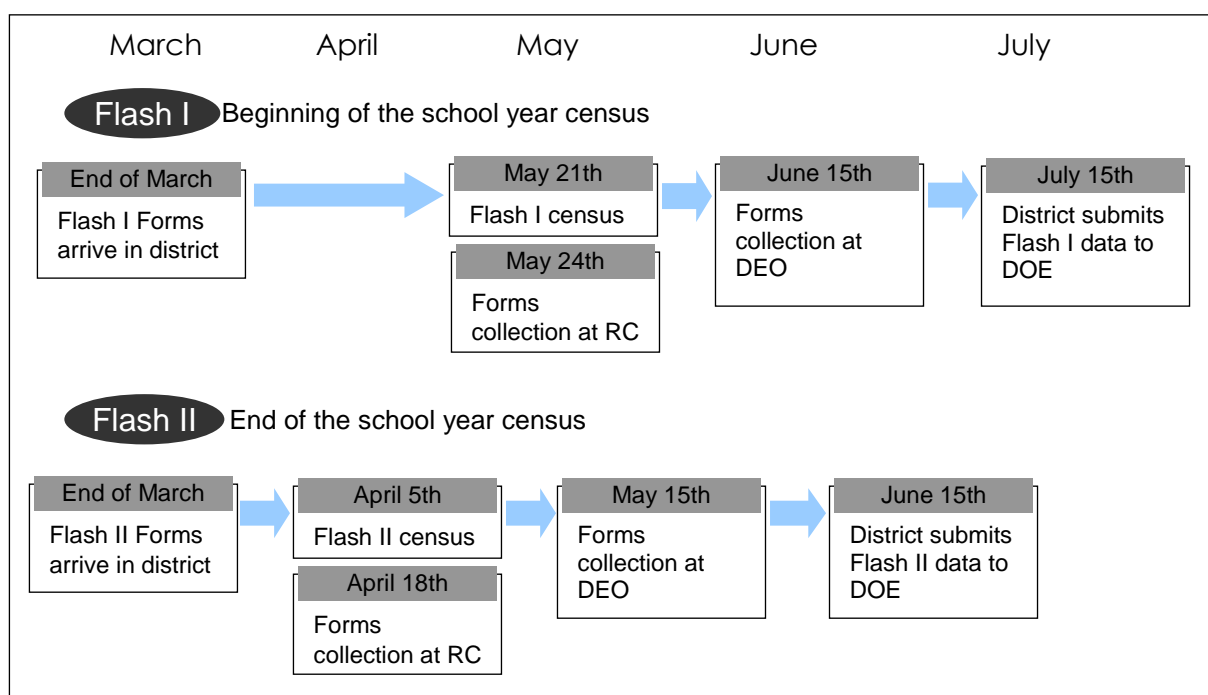 March April May June July
Flash I Beginning of the school year census
End of March
Flash I Forms
arrive in district
May 21th
Flash I census
May 24th
Forms
collection at RC
June 15th
Forms
collection at
DEO
July 15th
District submits
Flash I data to
DOE
Flash II End of the school year census
End of March
Flash II Forms
arrive in district
April 5th
Flash II census
April 18th
Forms
collection at RC
May 15th
Forms
collection at
DEO
June 15th
District submits
Flash II data to
DOE